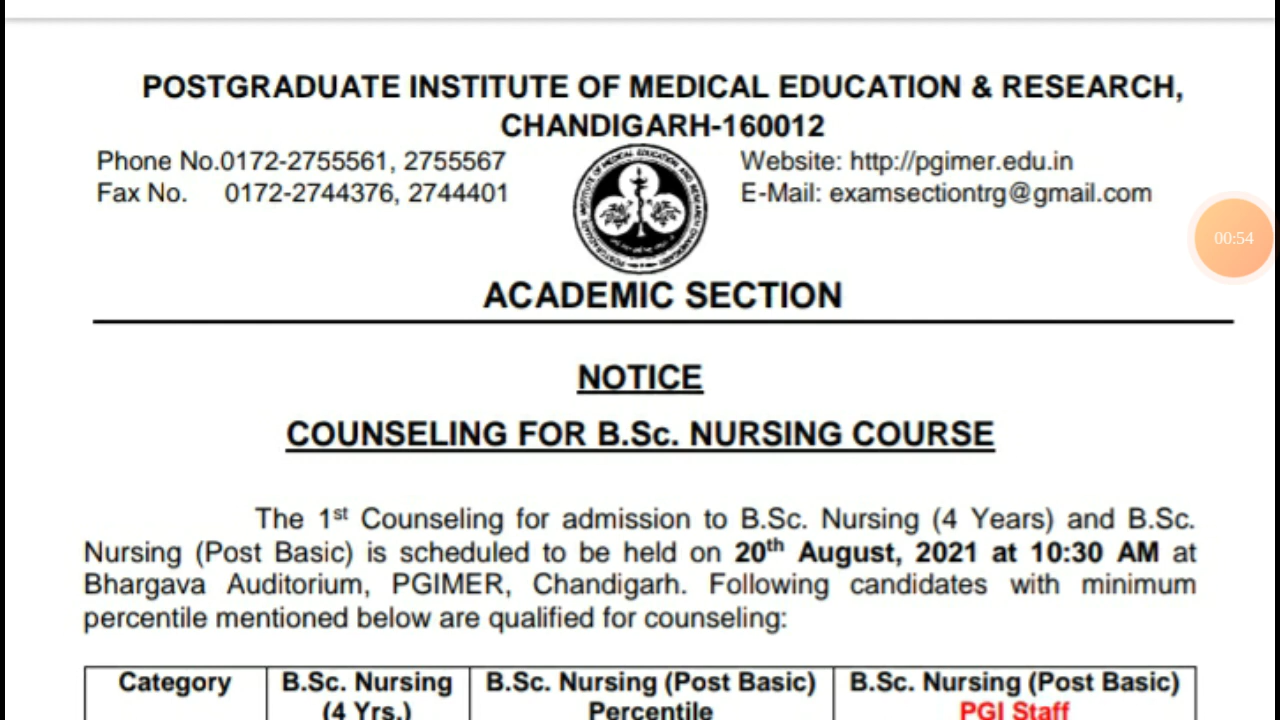 POSTGRADUATE INSTITUTE OF MEDICAL EDUCATION & RESEARCH,
CHANDIGARH-160012
Phone No.0172-2755561, 2755567
Fax No. 0172-2744376, 2744401
Website: http://pgimer.edu.in
E-Mail: examsectiontrg@gmail.com
00:54
ACADEMIC SECTION
NOTICE
COUNSELING FOR B.Sc. NURSING COURSE
The 1st Counseling for admission to B.Sc. Nursing (4 Years) and B.Sc.
Nursing (Post Basic) is scheduled to be held on 20th August, 2021 at 10:30 AM at
Bhargava Auditorium, PGIMER, Chandigarh. Following candidates with minimum
percentile mentioned below are qualified for counseling:
Category B.Sc. Nursing B.Sc. Nursing (Post Basic) B.Sc. Nursing (Post Basic)
(4 Yrs.) Percentile PGI Staff